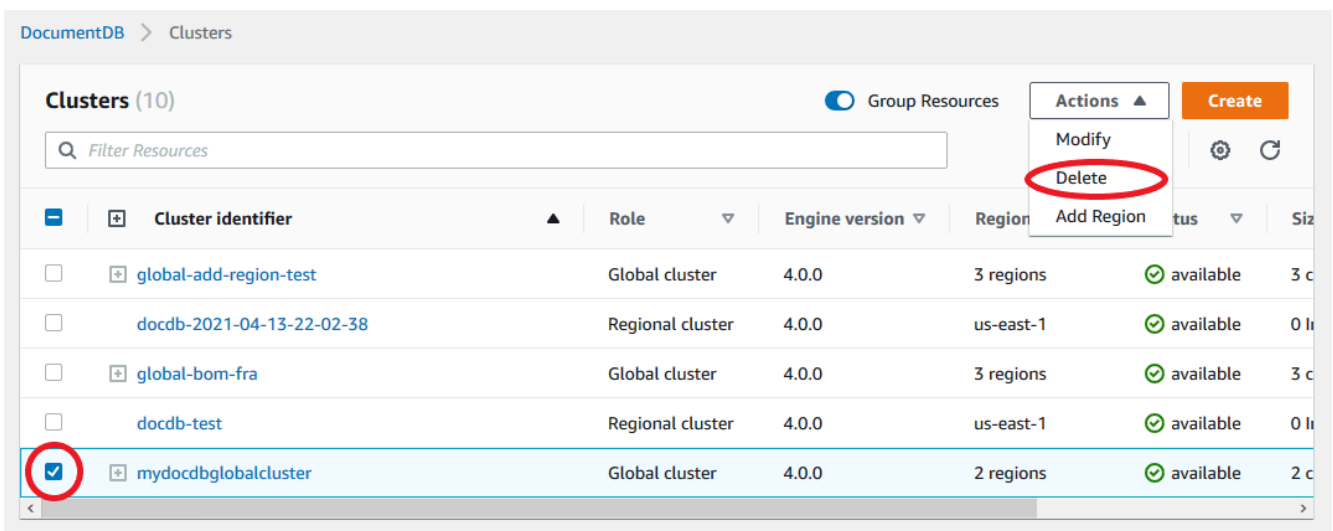 DocumentDB > Clusters
Clusters (10) Group Resources Actions ▲ Create
Filter Resources Modify
Delete
Cluster identifier ▲ Role Engine version Region Add Region tus Siz
global-add-region-test Global cluster 4.0.0 3 regions available 3 c
docdb-2021-04-13-22-02-38 Regional cluster 4.0.0 us-east-1 available 0 I
global-bom-fra Global cluster 4.0.0 3 regions available 3 c
docdb-test Regional cluster 4.0.0 us-east-1 available 0 I
mydocdbglobalcluster Global cluster 4.0.0 2 regions available 2 c